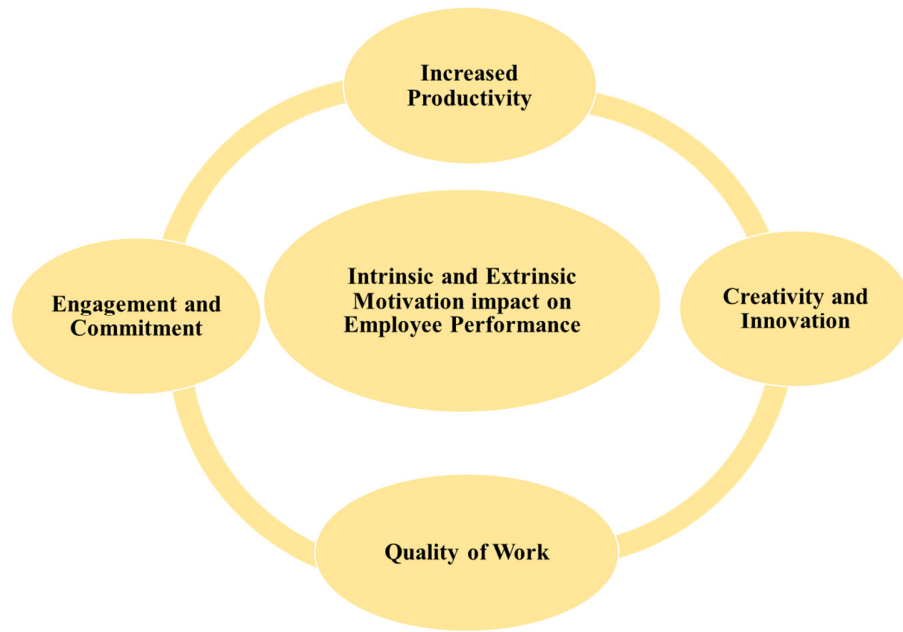 Increased
Productivity
Intrinsic and Extrinsic
Motivation impact on
Employee Performance
Engagement and
Commitment
Creativity and
Innovation
Quality of Work